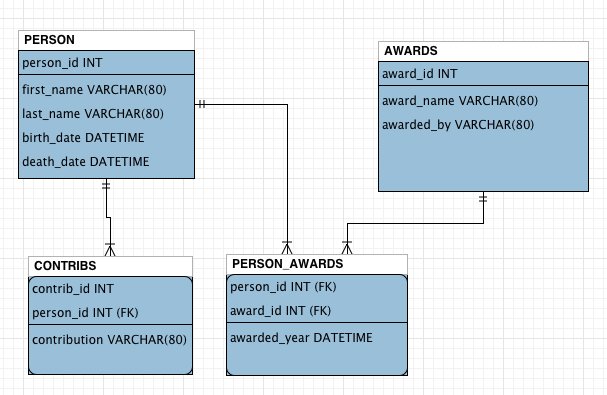 PERSON
person_id INT
first_name VARCHAR(80)
last_name VARCHAR(80)
birth_date DATETIME
death_date DATETIME
AWARDS
award_id INT
award_name VARCHAR(80)
awarded_by VARCHAR(80)
CONTRIBS
contrib_id INT
person_id INT (FK)
contribution VARCHAR(80)
PERSON_AWARDS
person_id INT (FK)
award_id INT (FK)
awarded_year DATETIME